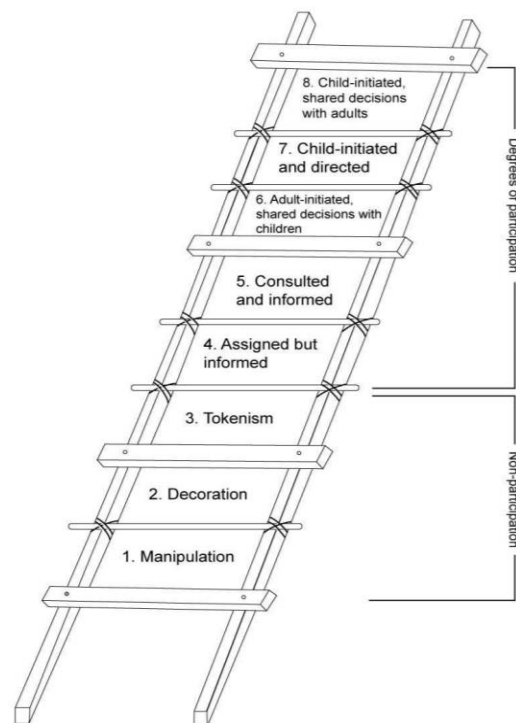 8. Child-initiated,
shared decisions
with adults
7. Child-initiated
and directed
6. Adult-initiated,
shared decisions with
children
5. Consulted
and informed
4. Assigned but
informed
3. Tokenism
2. Decoration
1. Manipulation
Degrees of participation
Non-participation